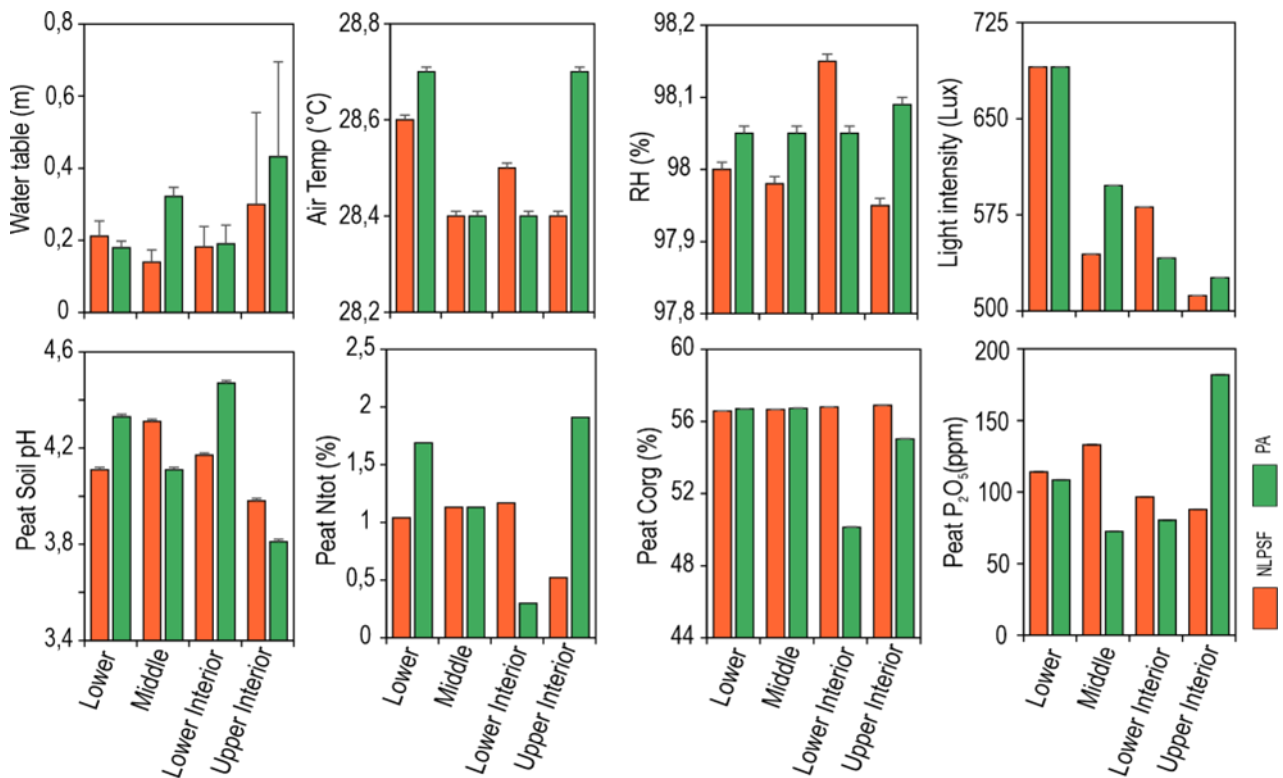 Water table (m)
0,8
0,6
0,4
0,2
0
Air Temp (°C)
28,8
28,6
28,4
28,2
RH (%)
98,2
98,1
98
97,9
97,8
Light intensity (Lux)
725
650
575
500
Peat Soil pH
4,6
4,2
3,8
3,4
Lower
Middle
Lower Interior
Upper Interior
Peat Ntot (%)
2,5
2
1,5
1
0,5
0
Lower
Middle
Lower Interior
Upper Interior
Peat Corg (%)
60
56
52
48
44
Lower
Middle
Lower Interior
Upper Interior
Peat P₂O₅(ppm)
200
150
100
50
0
Lower
Middle
Lower Interior
Upper Interior
PA
NLPSF